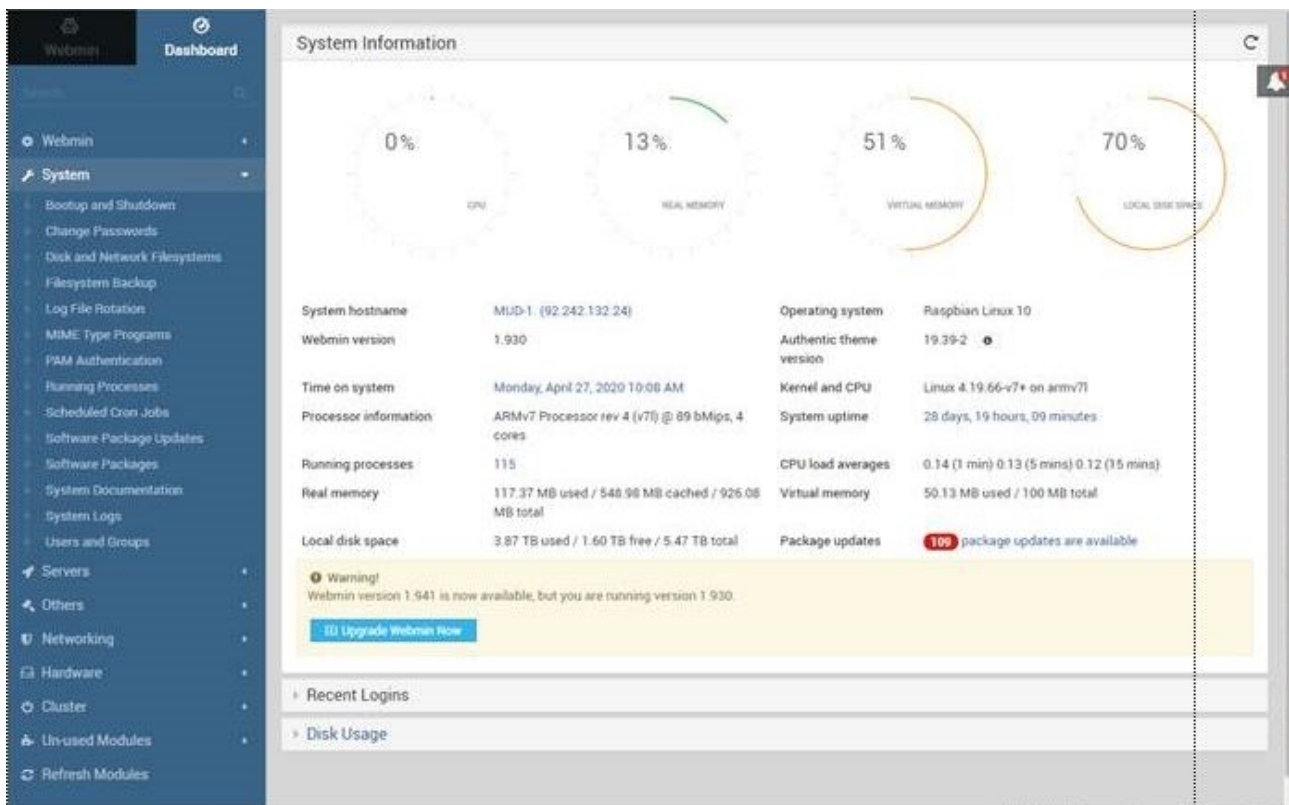 Webmin
Dashboard
Search
Webmin
System
Bootup and Shutdown
Change Passwords
Disk and Network Filesystems
Filesystem Backup
Log File Rotation
MIME Type Programs
PAM Authentication
Running Processes
Scheduled Cron Jobs
Software Package Updates
Software Packages
System Documentation
System Logs
Users and Groups
Servers
Others
Networking
Hardware
Cluster
Un-used Modules
Refresh Modules
System Information
0%
CPU
13%
REAL MEMORY
51%
VIRTUAL MEMORY
70%
LOCAL DISK SPACE
1
System hostname MUD-1. (92.242.132.24) Operating system Raspbian Linux 10
Webmin version 1.930 Authentic theme version 19.39-2
Time on system Monday, April 27, 2020 10:08 AM Kernel and CPU Linux 4.19.66-v7+ on armv7l
Processor information ARMv7 Processor rev 4 (v7l) @ 89 bMips, 4 cores System uptime 28 days, 19 hours, 09 minutes
Running processes 115 CPU load averages 0.14 (1 min) 0.13 (5 mins) 0.12 (15 mins)
Real memory 117.37 MB used / 548.98 MB cached / 926.08 MB total Virtual memory 50.13 MB used / 100 MB total
Local disk space 3.87 TB used / 1.60 TB free / 5.47 TB total Package updates 109 package updates are available
Warning!
Webmin version 1.941 is now available, but you are running version 1.930.
Upgrade Webmin Now
Recent Logins
Disk Usage